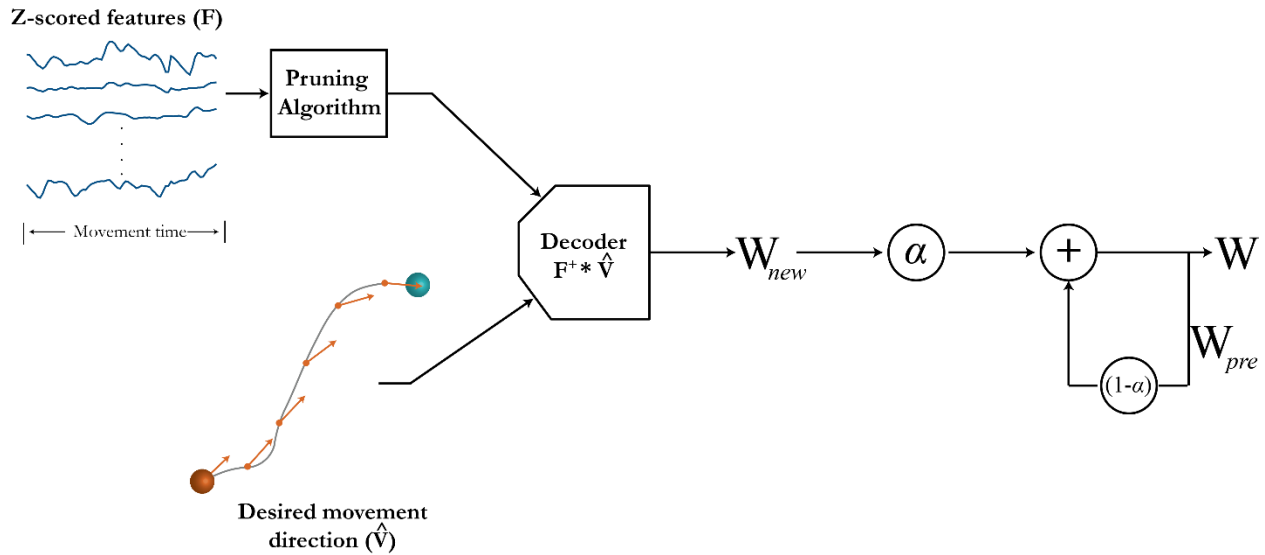 Z-scored features (F)
Pruning
Algorithm
Movement time
Decoder
F⁺* V̂
W_new
α
+
W
W_pre
(1-α)
Desired movement
direction (V̂)